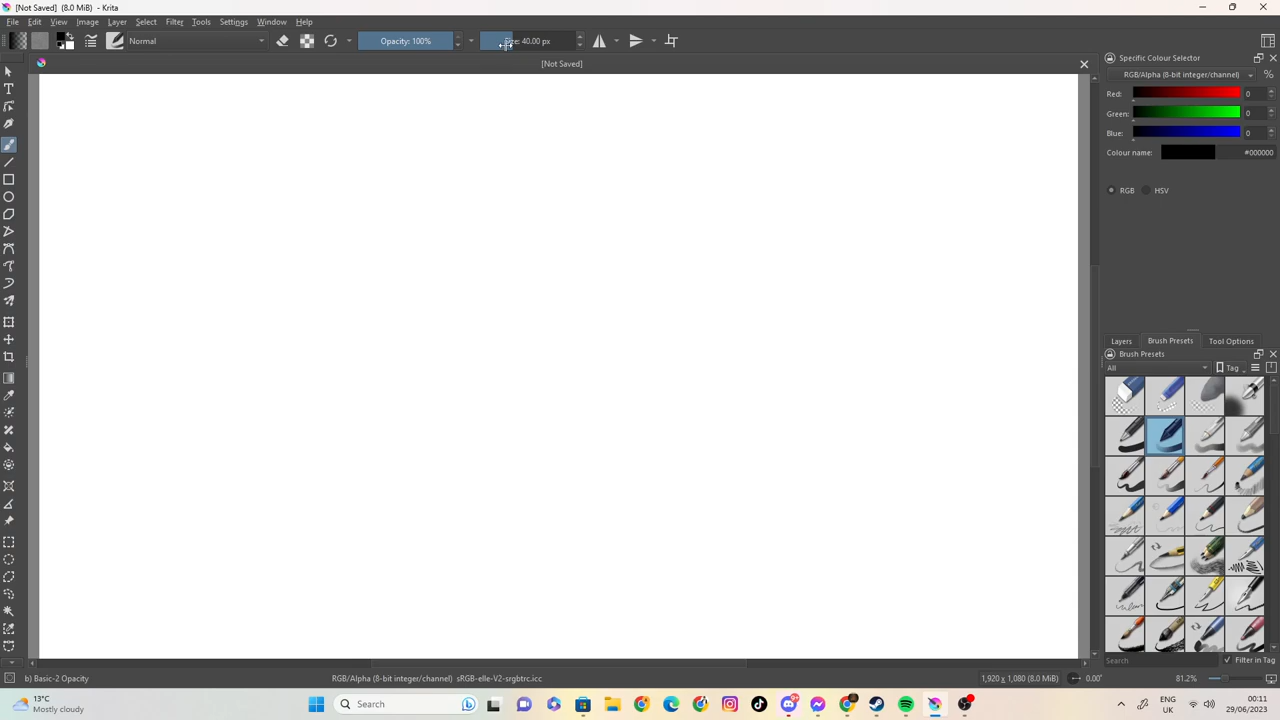 [Not Saved] (8.0 MiB) - Krita
File Edit View Image Layer Select Filter Tools Settings Window Help
Normal Opacity: 100% Size: 40.00 px
[Not Saved]
Specific Colour Selector
RGB/Alpha (8-bit integer/channel) %
Red: 0
Green: 0
Blue: 0
Colour name: #000000
RGB HSV
Layers Brush Presets Tool Options
Brush Presets
All Tag
Search Filter in Tag
b) Basic-2 Opacity RGB/Alpha (8-bit integer/channel) sRGB-elle-V2-srgbtrc.icc 1,920 x 1,080 (8.0 MiB) 0.00° 81.2%
13°C
Mostly cloudy
Search
9+
ENG
UK
00:11
29/06/2023